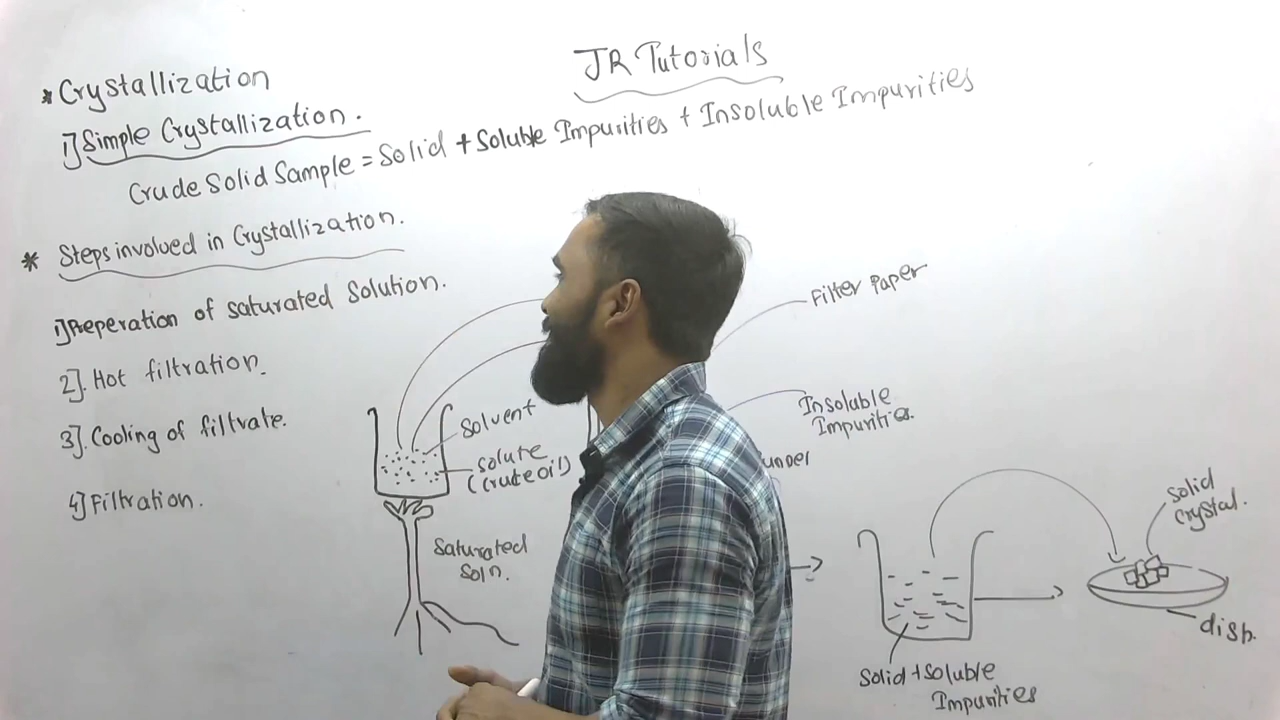 JR Tutorials
* Crystallization
1] Simple Crystallization.
Crude Solid Sample = Solid + Soluble Impurities + Insoluble Impurities
* Steps involved in Crystallization.
1] Preperation of saturated Solution.
2]. Hot filtration.
3]. Cooling of filtrate.
4] Filtration.
Solvent
Solute
(crude oil)
Saturated
Soln.
Filter Paper
Insoluble
Impurities.
Solid + Soluble
Impurities
Solid
Crystal.
dish.